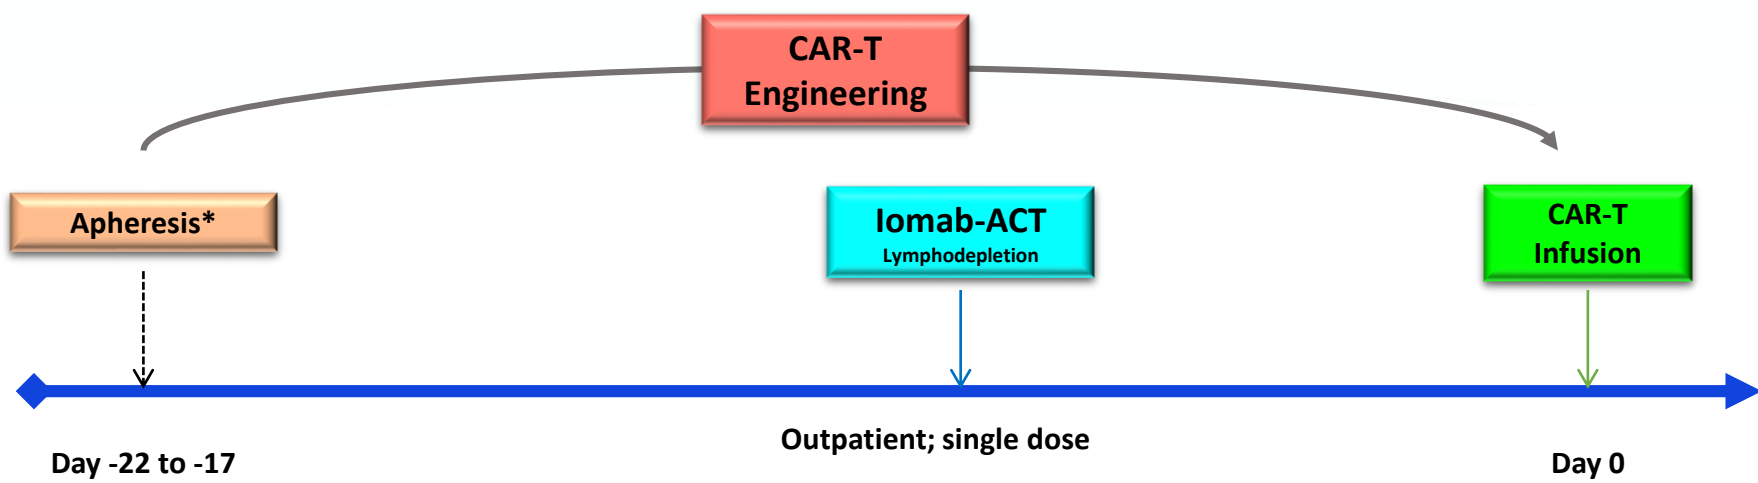 CAR-T
Engineering
Apheresis*
Iomab-ACT
Lymphodepletion
CAR-T
Infusion
Outpatient; single dose
Day -22 to -17
Day 0